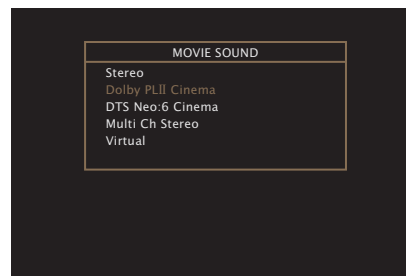 MOVIE SOUND
Stereo
Dolby PLII Cinema
DTS Neo:6 Cinema
Multi Ch Stereo
Virtual